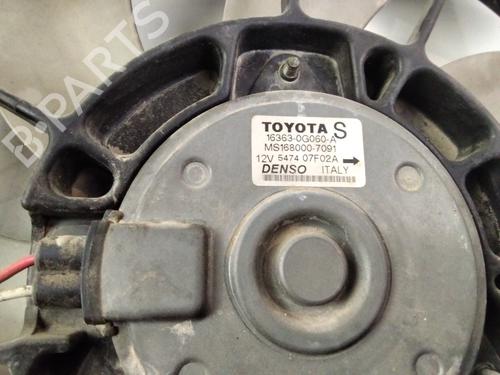 B-PARTS
TOYOTA S
16363-0G060-A
MS168000-7091
12V 5474 07F02A
DENSO ITALY